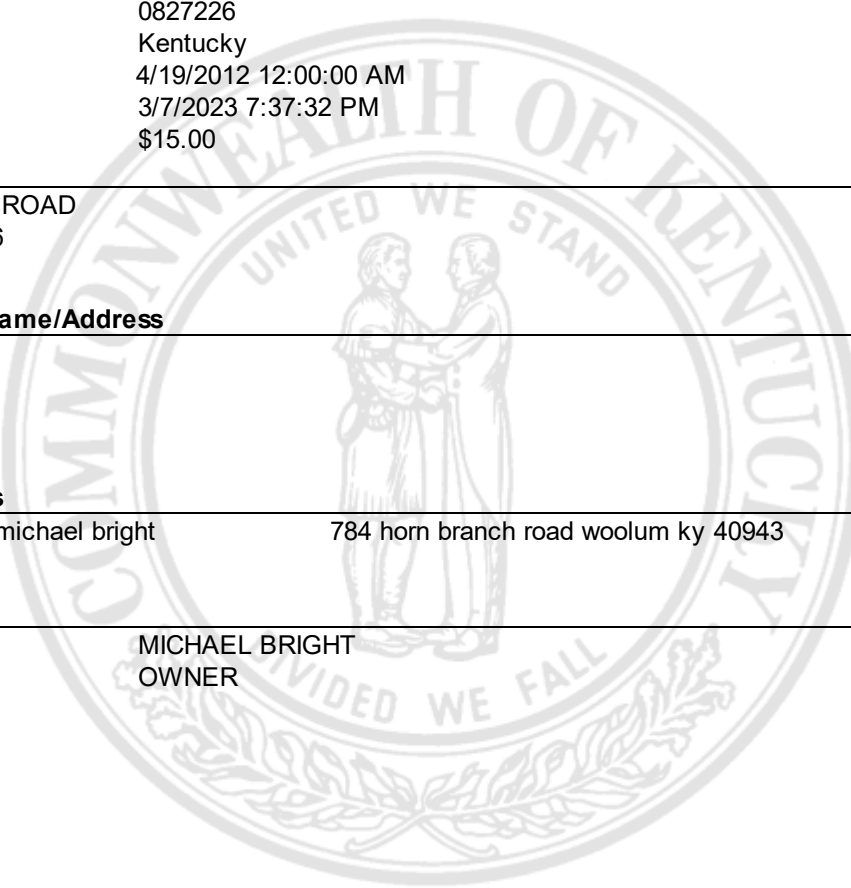 0827226
Kentucky
4/19/2012 12:00:00 AM
3/7/2023 7:37:32 PM
$15.00
ROAD
6
ame/Address
s
michael bright 784 horn branch road woolum ky 40943
MICHAEL BRIGHT
OWNER
COMMONWEALTH OF KENTUCKY
UNITED WE STAND
DIVIDED WE FALL